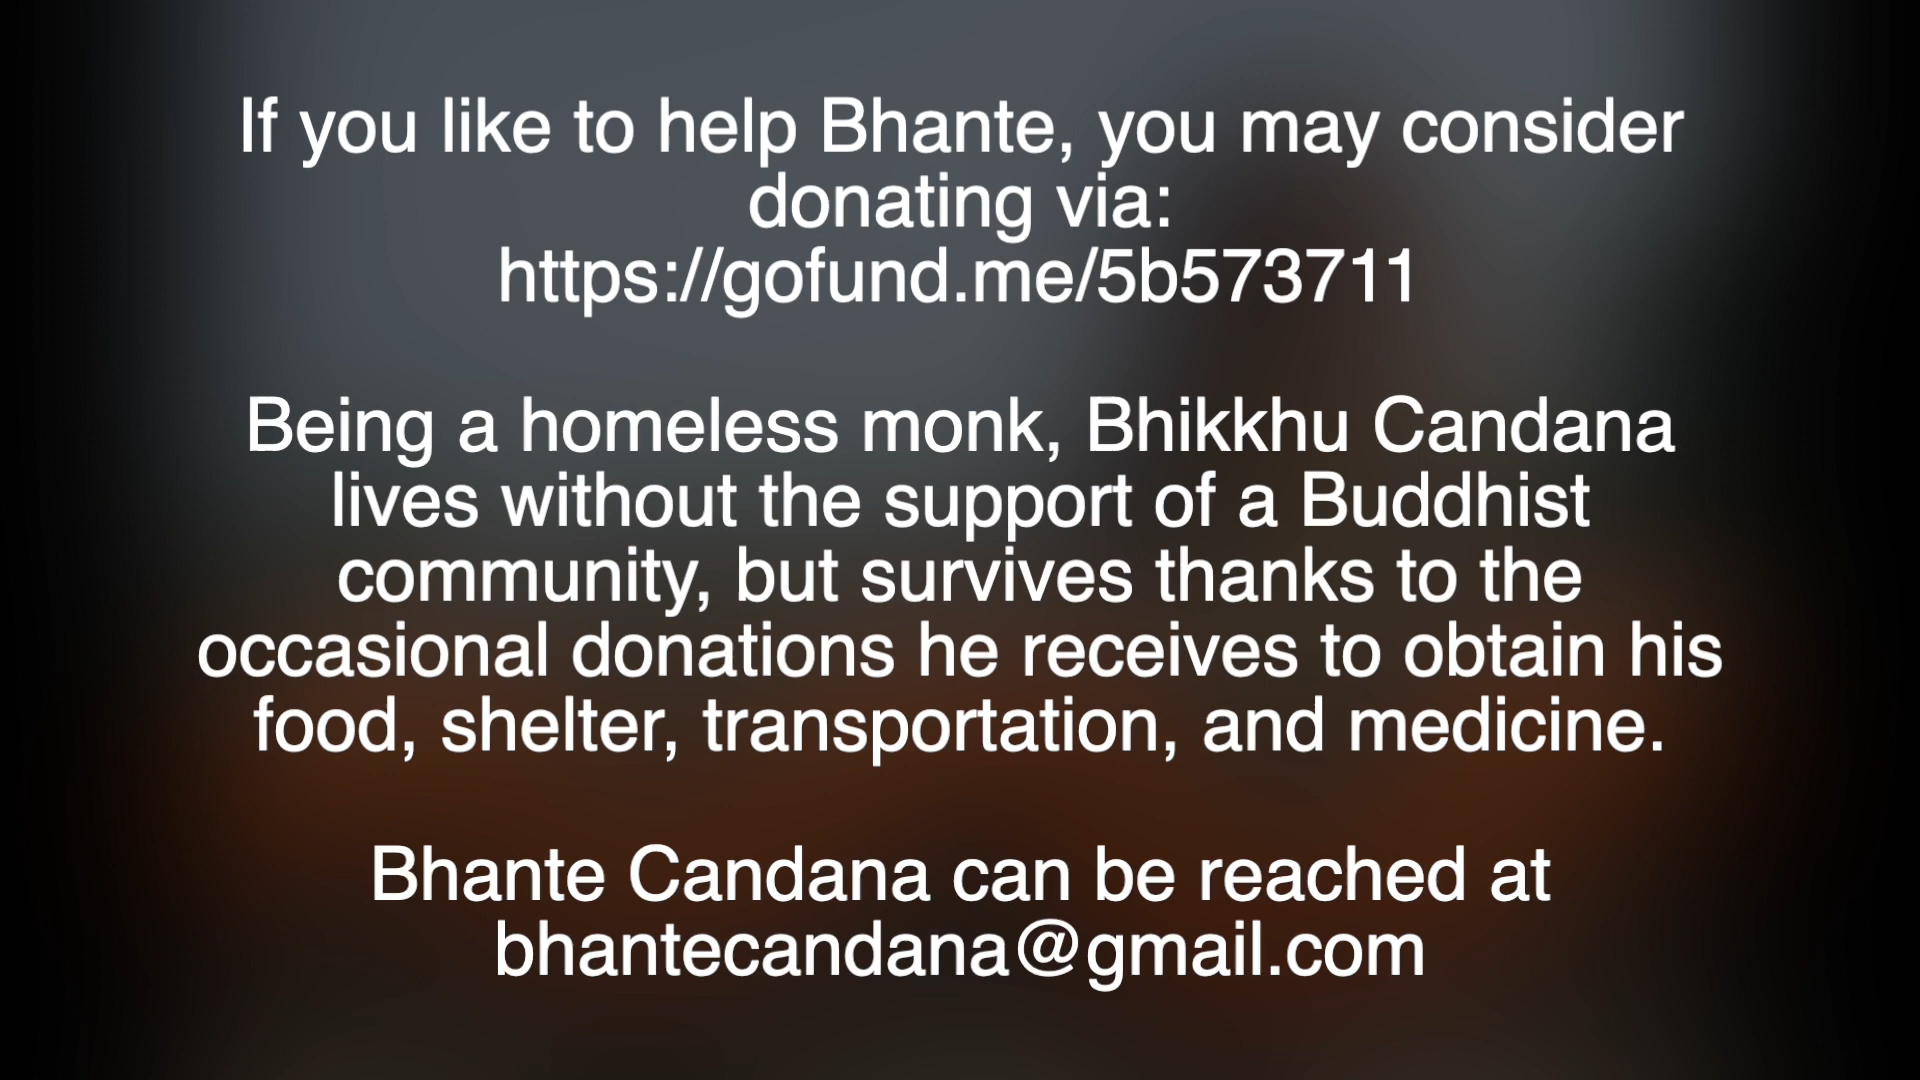 If you like to help Bhante, you may consider
donating via:
https://gofund.me/5b573711
Being a homeless monk, Bhikkhu Candana
lives without the support of a Buddhist
community, but survives thanks to the
occasional donations he receives to obtain his
food, shelter, transportation, and medicine.
Bhante Candana can be reached at
bhantecandana@gmail.com